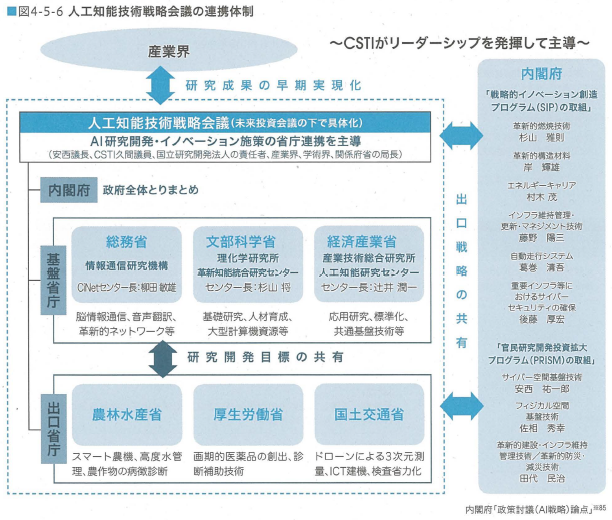 ■図4-5-6 人工知能技術戦略会議の連携体制
産業界
～CSTIがリーダーシップを発揮して主導～
研究成果の早期実現化
人工知能技術戦略会議(未来投資会議の下で具体化)
AI研究開発・イノベーション施策の省庁連携を主導
(安西議長、CSTI久間議員、国立研究開発法人の責任者、産業界、学術界、関係府省の局長)
内閣府 政府全体とりまとめ
基盤省庁
総務省
情報通信研究機構
CiNetセンター長:柳田 敏雄
脳情報通信、音声翻訳、
革新的ネットワーク等
文部科学省
理化学研究所
革新知能統合研究センター
センター長:杉山 将
基礎研究、人材育成、
大型計算機資源等
経済産業省
産業技術総合研究所
人工知能研究センター
センター長:辻井 潤一
応用研究、標準化、
共通基盤技術等
研究開発目標の共有
出口省庁
農林水産省
スマート農機、高度水管
理、農作物の病徴診断
厚生労働省
画期的医薬品の創出、診
断補助技術
国土交通省
ドローンによる3次元測
量、ICT建機、検査省力化
出口戦略の共有
内閣府
「戦略的イノベーション創造
プログラム(SIP)の取組」
革新的燃焼技術
杉山 雅則
革新的構造材料
岸 輝雄
エネルギーキャリア
村木 茂
インフラ維持管理・
更新・マネジメント技術
藤野 陽三
自動走行システム
葛巻 清吾
重要インフラ等に
おけるサイバー
セキュリティの確保
後藤 厚宏
「官民研究開発投資拡大
プログラム(PRISM)の取組」
サイバー空間基盤技術
安西 祐一郎
フィジカル空間
基盤技術
佐相 秀幸
革新的建設・インフラ維持
管理技術／革新的防災・
減災技術
田代 民治
内閣府「政策討議(AI戦略)論点」※85